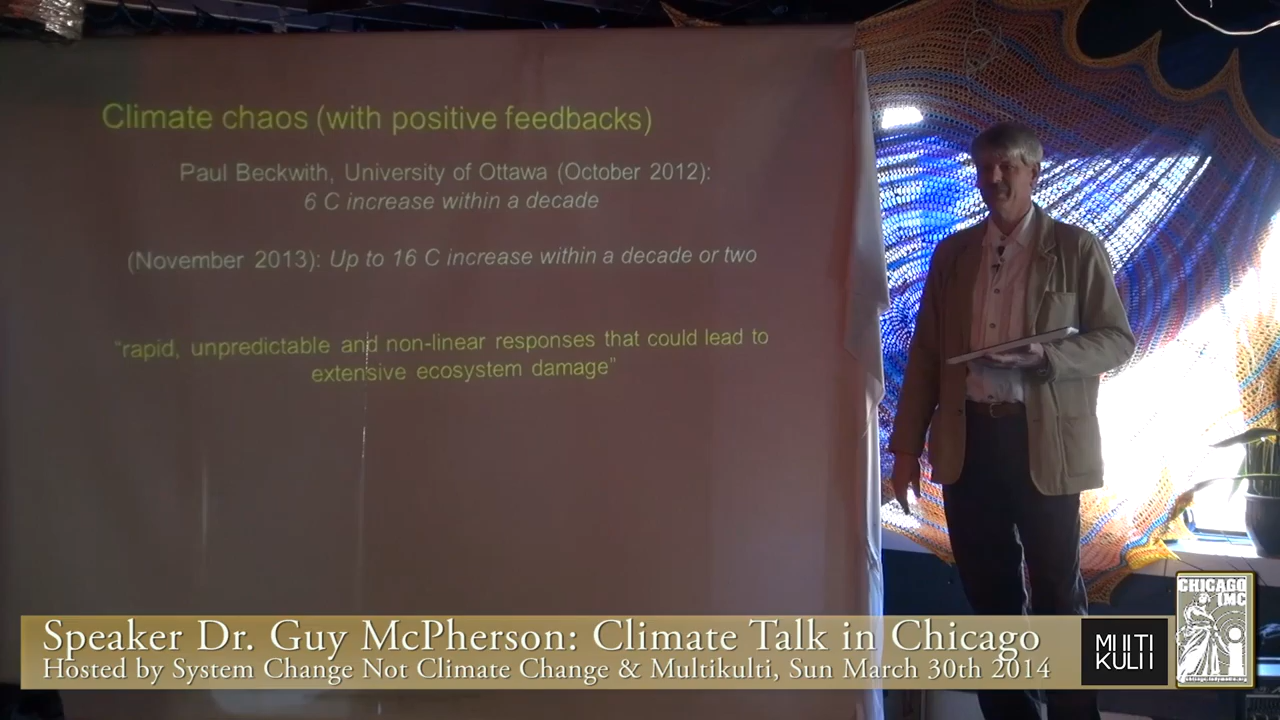 Climate chaos (with positive feedbacks)
Paul Beckwith, University of Ottawa (October 2012):
6 C increase within a decade
(November 2013): Up to 16 C increase within a decade or two
“rapid, unpredictable and non-linear responses that could lead to
extensive ecosystem damage”
Speaker Dr. Guy McPherson: Climate Talk in Chicago
Hosted by System Change Not Climate Change & Multikulti, Sun March 30th 2014
MULTI
KULTI
CHICAGO
IMC
chicago.indymedia.org